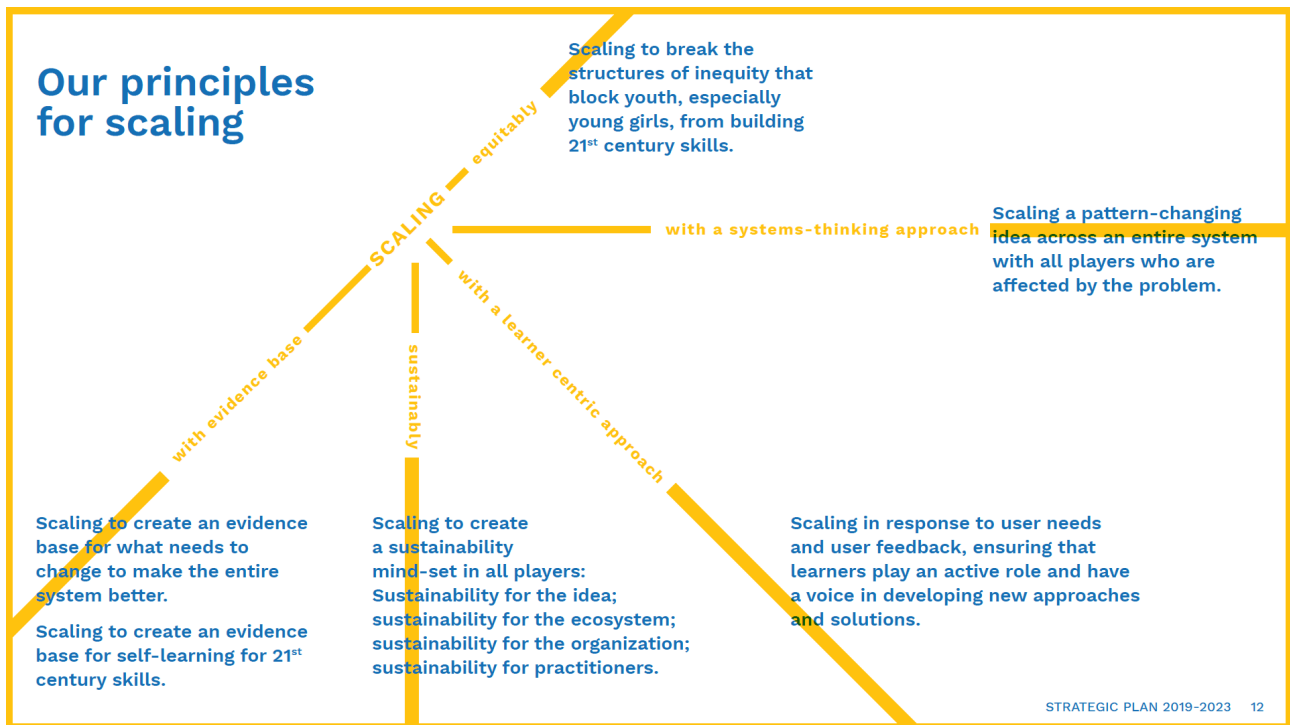 Our principles
for scaling
SCALING
equitably
Scaling to break the
structures of inequity that
block youth, especially
young girls, from building
21st century skills.
with a systems-thinking approach
Scaling a pattern-changing
idea across an entire system
with all players who are
affected by the problem.
with a learner centric approach
Scaling in response to user needs
and user feedback, ensuring that
learners play an active role and have
a voice in developing new approaches
and solutions.
sustainably
Scaling to create
a sustainability
mind-set in all players:
Sustainability for the idea;
sustainability for the ecosystem;
sustainability for the organization;
sustainability for practitioners.
with evidence base
Scaling to create an evidence
base for what needs to
change to make the entire
system better.
Scaling to create an evidence
base for self-learning for 21st
century skills.
STRATEGIC PLAN 2019-2023 12